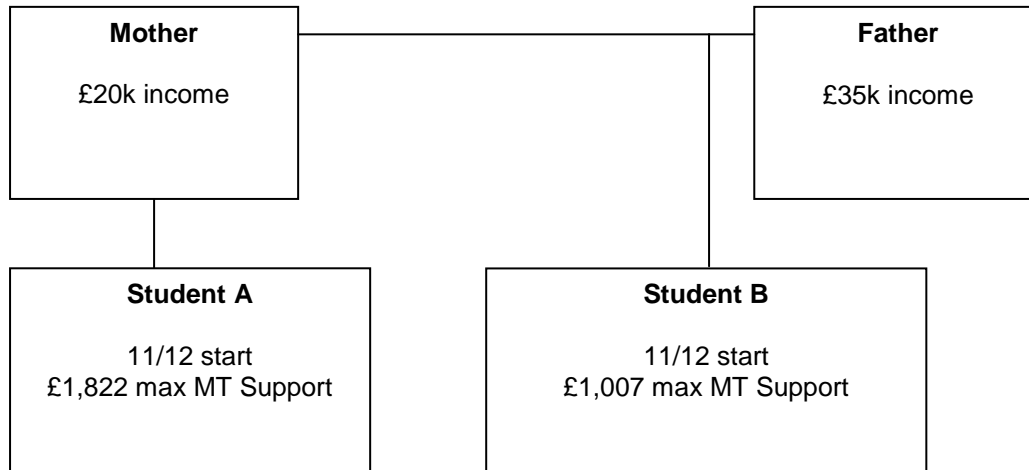 Mother
£20k income
Father
£35k income
Student A
11/12 start
£1,822 max MT Support
Student B
11/12 start
£1,007 max MT Support